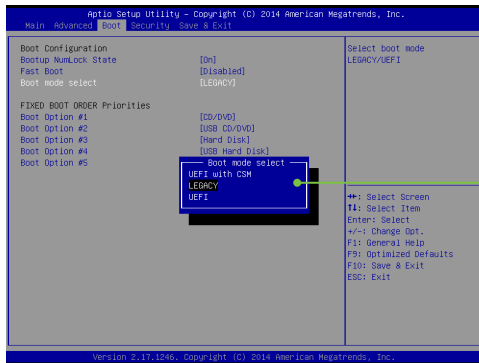 Aptio Setup Utility – Copyright (C) 2014 American Megatrends, Inc.
Main Advanced Boot Security Save & Exit
Boot Configuration
Bootup NumLock State [On]
Fast Boot [Disabled]
Boot mode select [LEGACY]
FIXED BOOT ORDER Priorities
Boot Option #1 [CD/DVD]
Boot Option #2 [USB CD/DVD]
Boot Option #3 [Hard Disk]
Boot Option #4 [USB Hard Disk]
Boot Option #5
Boot mode select
UEFI with CSM
LEGACY
UEFI
Select boot mode
LEGACY/UEFI
→←: Select Screen
↑↓: Select Item
Enter: Select
+/-: Change Opt.
F1: General Help
F9: Optimized Defaults
F10: Save & Exit
ESC: Exit
Version 2.17.1246. Copyright (C) 2014 American Megatrends, Inc.